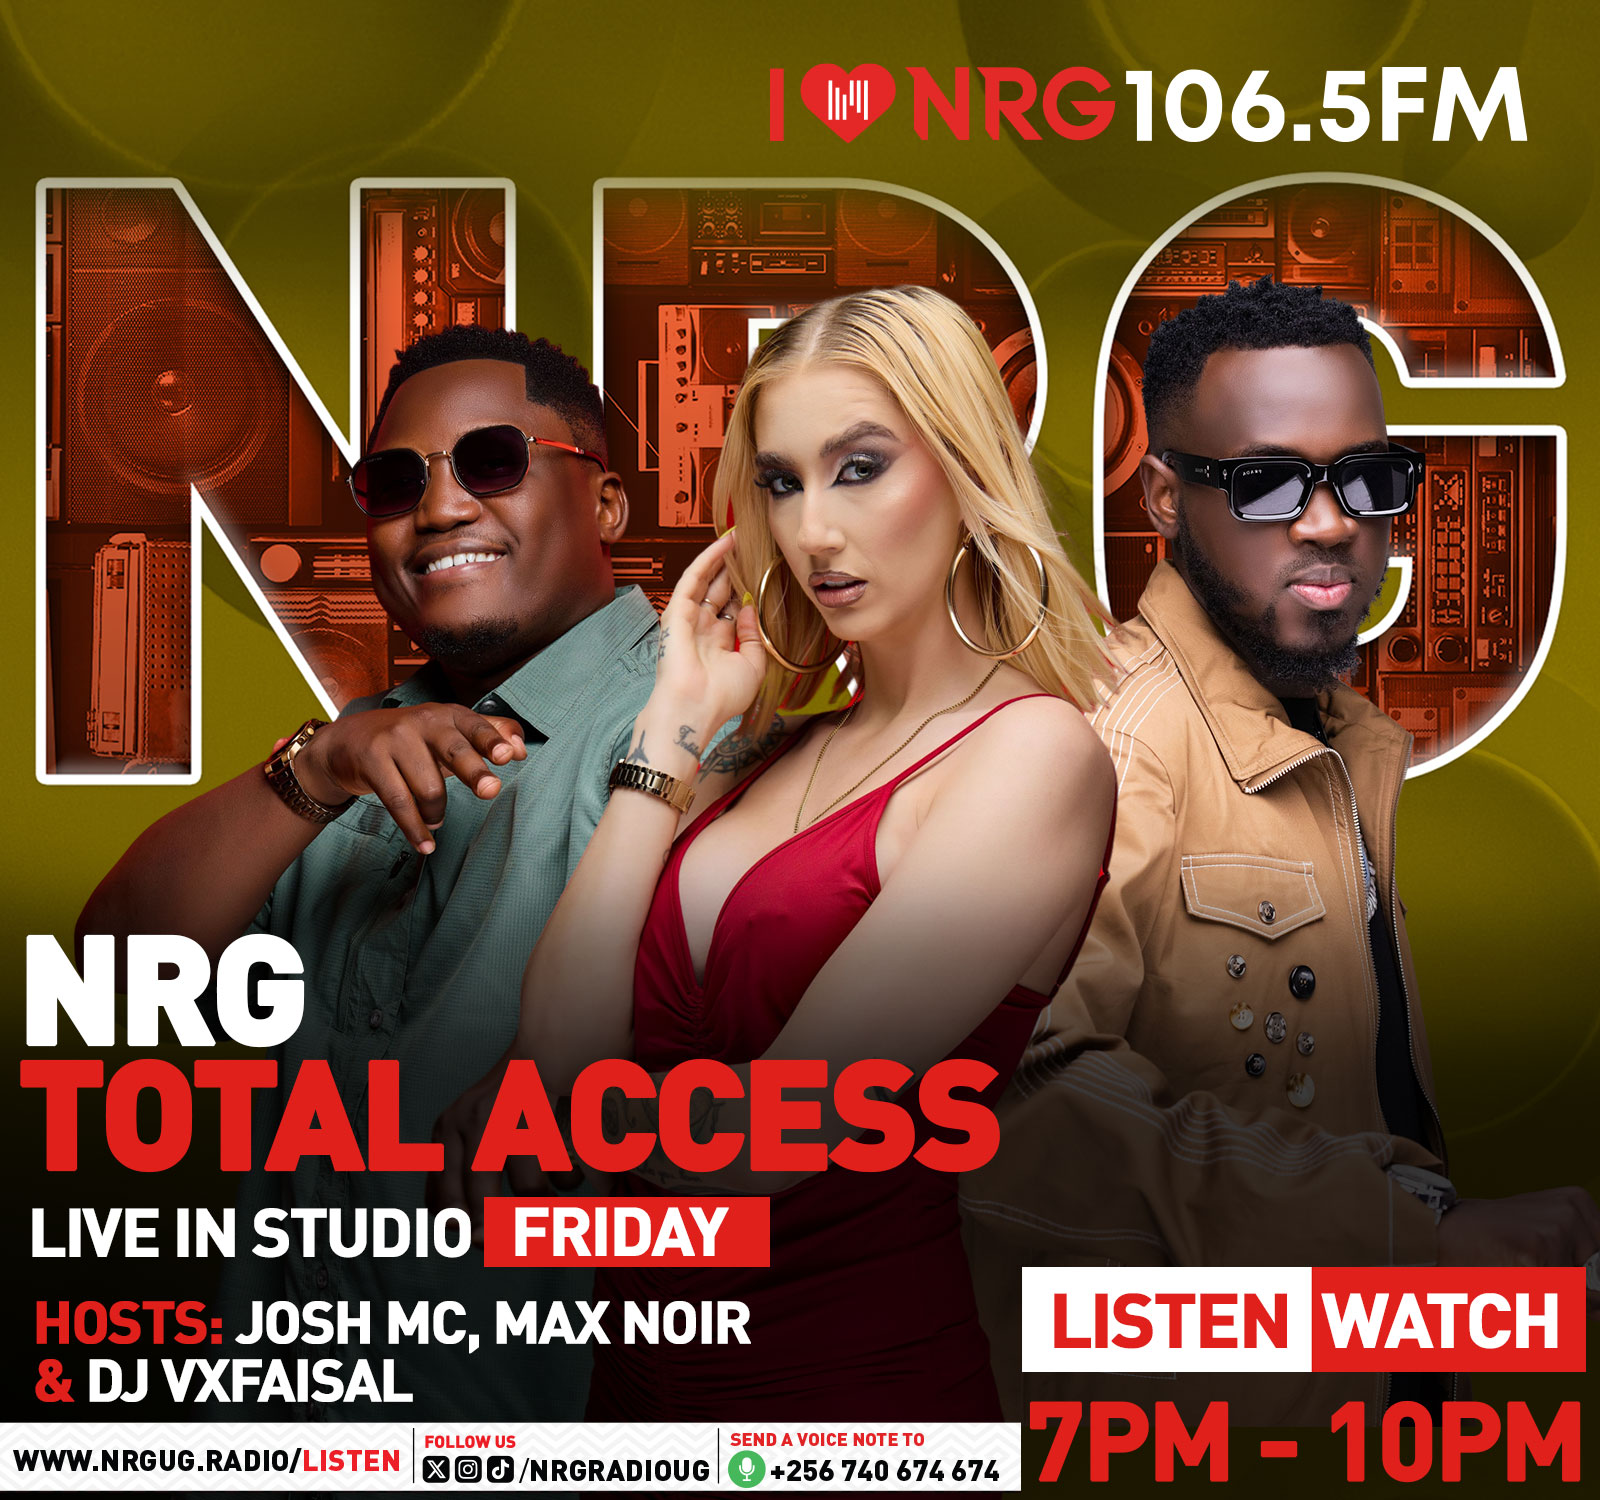 I NRG 106.5FM
NRG
PRADA
NRG
TOTAL ACCESS
LIVE IN STUDIO FRIDAY
HOSTS: JOSH MC, MAX NOIR
& DJ VXFAISAL
LISTEN WATCH
7PM - 10PM
WWW.NRGUG.RADIO/LISTEN
FOLLOW US
/NRGRADIOUG
SEND A VOICE NOTE TO
+256 740 674 674